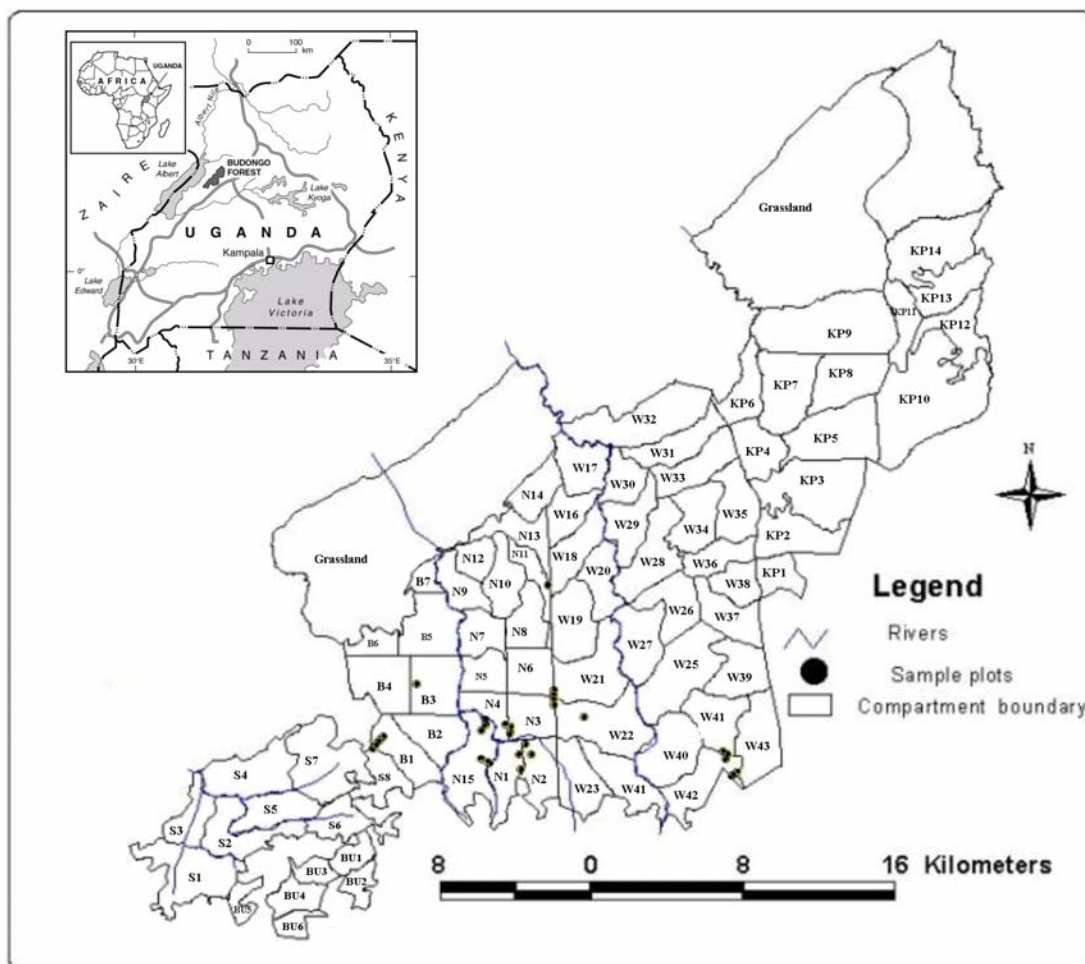 0 100
km
UGANDA
AFRICA
Albert Nile
KENYA
ZAIRE
Lake
Albert
BUDONGO
FOREST
Lake
Kyoga
UGANDA
Kampala
0°
Lake
Edward
Lake
Victoria
TANZANIA
30°E 35°E
Grassland
KP14
KP13
KP11
KP12
KP9
KP8
KP7
KP6
KP10
KP5
KP4
KP3
KP2
KP1
W32
W31
W17
W30
W33
N14
W16
W29
W34
W35
N13
N11
W18
W28
W36
N12
N10
W20
W38
Grassland
B7
N9
W19
W26
W37
B5
B6
N7
N8
W27
N6
N5
W25
W39
B4
B3
W21
N4
N3
W41
B2
W22
W43
B1
W40
N15
N1
N2
W23
W41
W42
S7
S4
S8
S5
S3
S2
S6
S1
BU1
BU3
BU2
BU4
BU5
BU6
N
Legend
Rivers
Sample plots
Compartment boundary
8 0 8 16 Kilometers